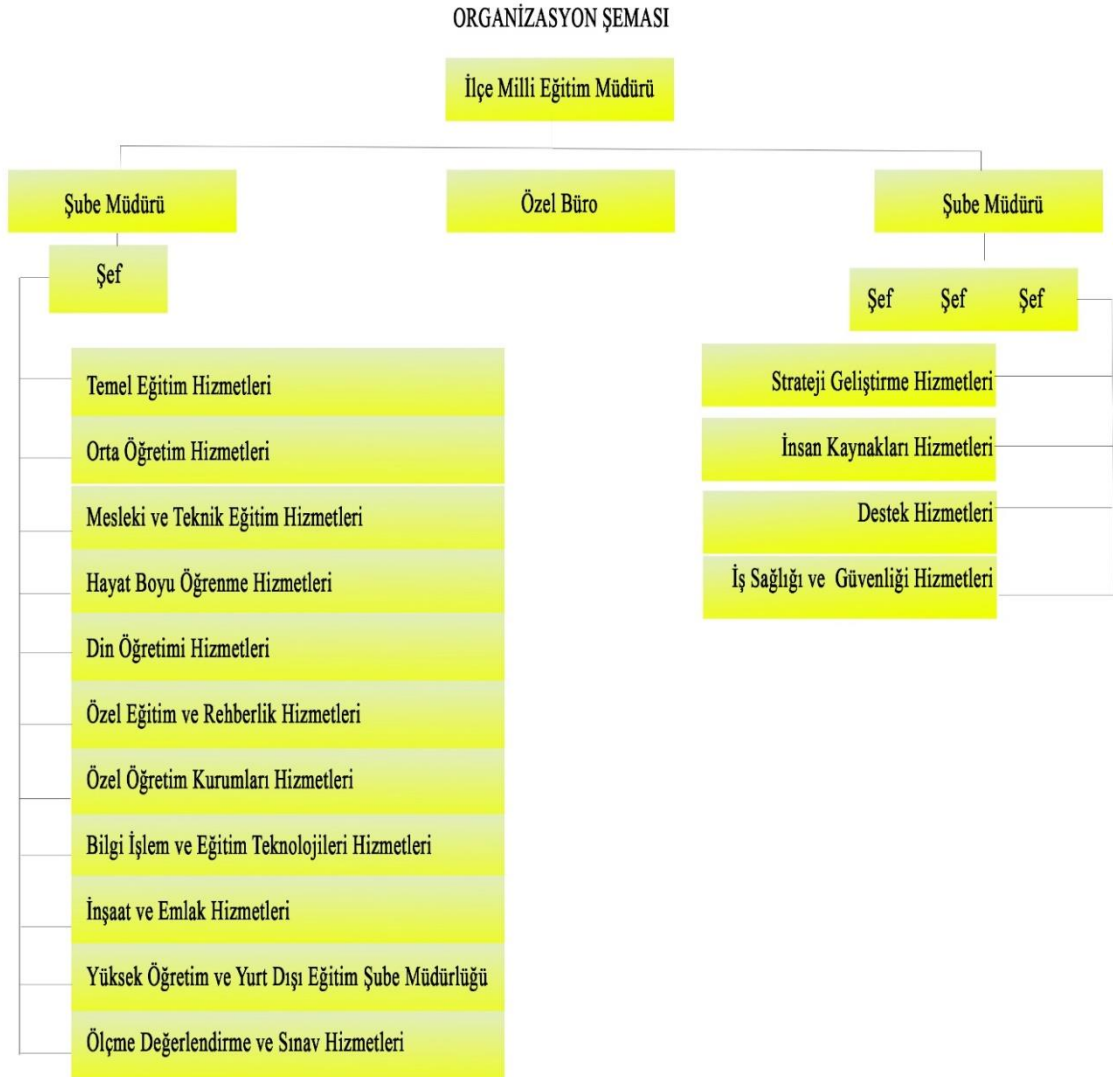 ORGANİZASYON ŞEMASI
İlçe Milli Eğitim Müdürü
Şube Müdürü
Özel Büro
Şube Müdürü
Şef
Şef Şef Şef
Temel Eğitim Hizmetleri
Orta Öğretim Hizmetleri
Mesleki ve Teknik Eğitim Hizmetleri
Hayat Boyu Öğrenme Hizmetleri
Din Öğretimi Hizmetleri
Özel Eğitim ve Rehberlik Hizmetleri
Özel Öğretim Kurumları Hizmetleri
Bilgi İşlem ve Eğitim Teknolojileri Hizmetleri
İnşaat ve Emlak Hizmetleri
Yüksek Öğretim ve Yurt Dışı Eğitim Şube Müdürlüğü
Ölçme Değerlendirme ve Sınav Hizmetleri
Strateji Geliştirme Hizmetleri
İnsan Kaynakları Hizmetleri
Destek Hizmetleri
İş Sağlığı ve Güvenliği Hizmetleri